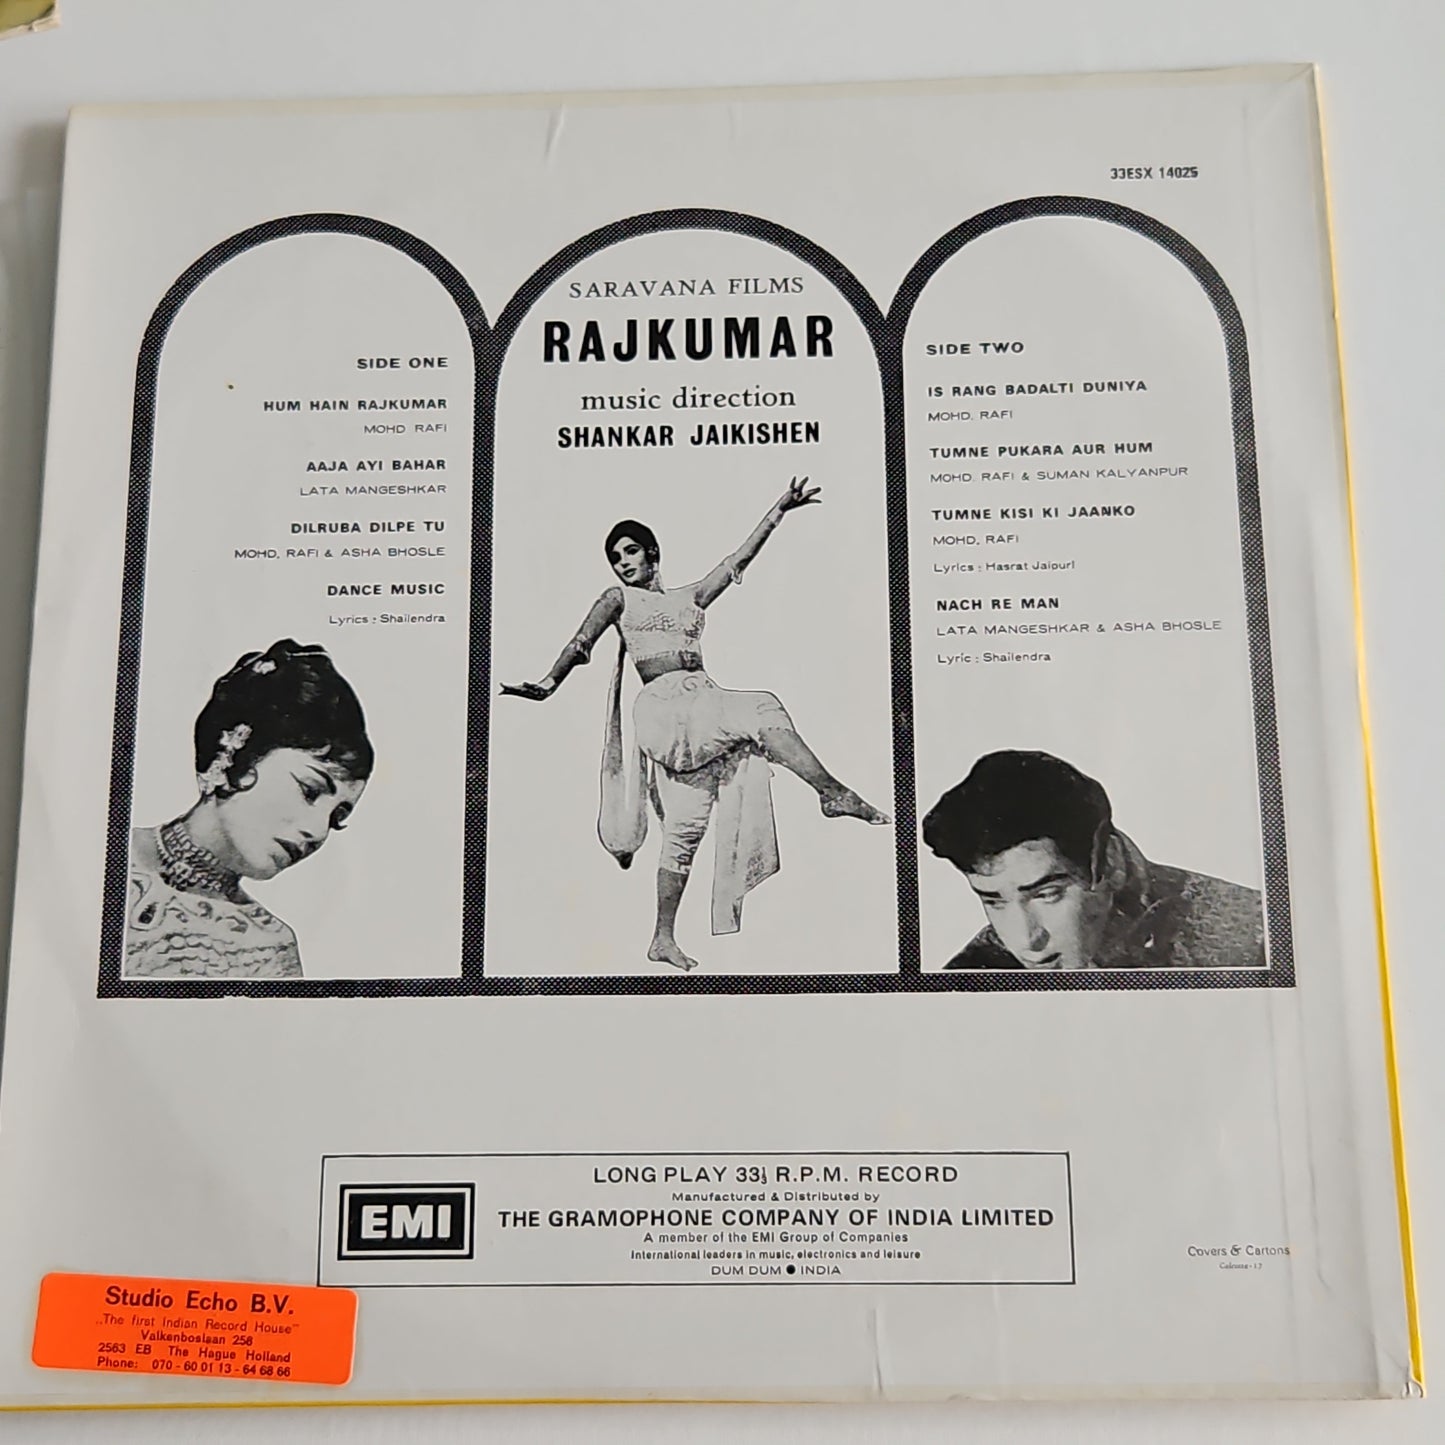 33ESX 14025
SIDE ONE
HUM HAIN RAJKUMAR
MOHD RAFI
AAJA AYI BAHAR
LATA MANGESHKAR
DILRUBA DILPE TU
MOHD. RAFI & ASHA BHOSLE
DANCE MUSIC
Lyrics : Shailendra
SARAVANA FILMS
RAJKUMAR
music direction
SHANKAR JAIKISHEN
SIDE TWO
IS RANG BADALTI DUNIYA
MOHD. RAFI
TUMNE PUKARA AUR HUM
MOHD. RAFI & SUMAN KALYANPUR
TUMNE KISI KI JAANKO
MOHD. RAFI
Lyrics : Hasrat Jaipuri
NACH RE MAN
LATA MANGESHKAR & ASHA BHOSLE
Lyric : Shailendra
EMI
LONG PLAY 33⅓ R.P.M. RECORD
Manufactured & Distributed by
THE GRAMOPHONE COMPANY OF INDIA LIMITED
A member of the EMI Group of Companies
International leaders in music, electronics and leisure
DUM DUM ● INDIA
Covers & Cartons
Calcutta-17
Studio Echo B.V.
„The first Indian Record House"
Valkenboslaan 258
2563 EB The Hague Holland
Phone: 070 - 60 01 13 - 64 68 66